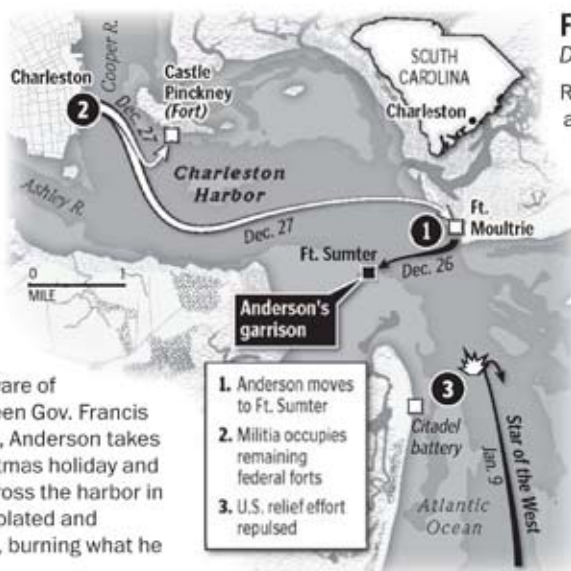 Charleston
Cooper R.
Castle
Pinckney
(Fort)
2
Dec. 27
SOUTH
CAROLINA
Charleston
F
D
R
a
Ashley R.
Charleston
Harbor
Dec. 27
1
Ft.
Moultrie
Ft. Sumter
Dec. 26
0 1
MILE
Anderson's
garrison
1. Anderson moves
to Ft. Sumter
2. Militia occupies
remaining
federal forts
3. U.S. relief effort
repulsed
3
Citadel
battery
Star of the West
Jan. 9
Atlantic
Ocean
are of
een Gov. Francis
, Anderson takes
tmas holiday and
ross the harbor in
olated and
, burning what he